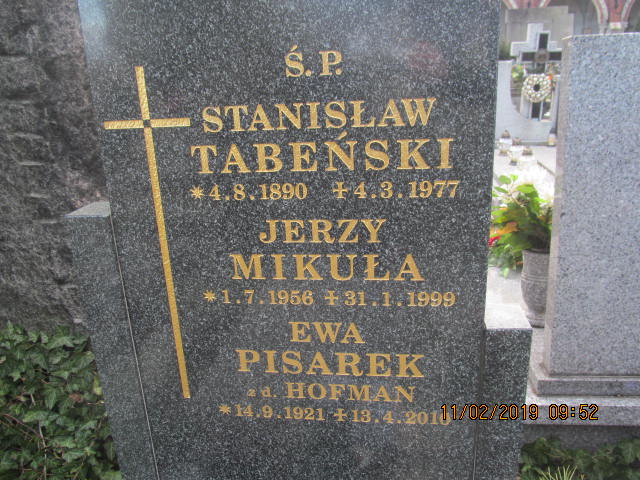 Ś.P.
STANISŁAW
TABEŃSKI
*4.8.1890 +4.3.1977
JERZY
MIKUŁA
*1.7.1956 +31.1.1999
EWA
PISAREK
z d. HOFMAN
*14.9.1921 +13.4.2010
11/02/2019 09:52